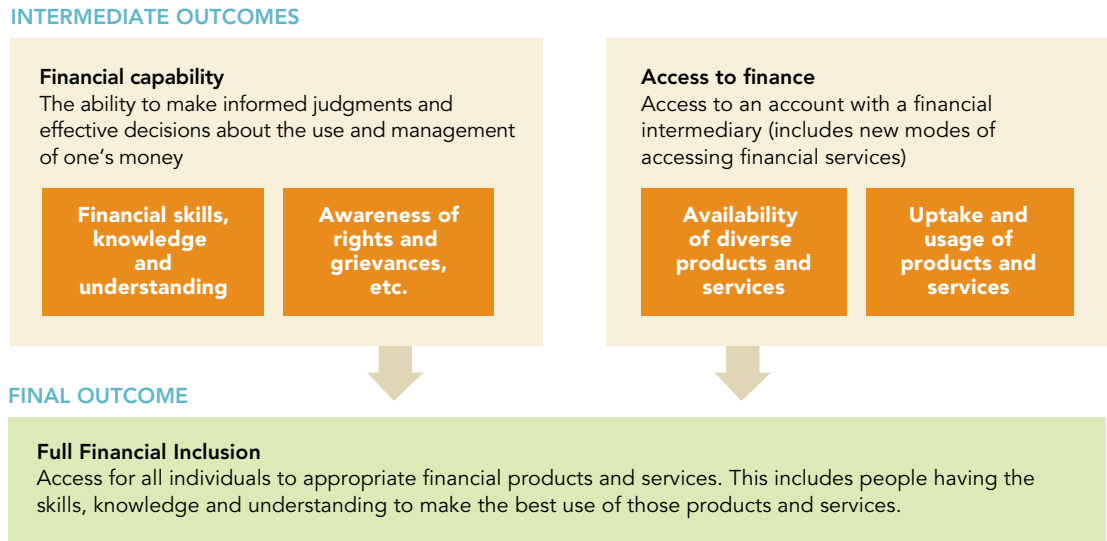 INTERMEDIATE OUTCOMES
Financial capability
The ability to make informed judgments and
effective decisions about the use and management
of one’s money
Financial skills,
knowledge
and
understanding
Awareness of
rights and
grievances,
etc.
Access to finance
Access to an account with a financial
intermediary (includes new modes of
accessing financial services)
Availability
of diverse
products and
services
Uptake and
usage of
products and
services
FINAL OUTCOME
Full Financial Inclusion
Access for all individuals to appropriate financial products and services. This includes people having the
skills, knowledge and understanding to make the best use of those products and services.